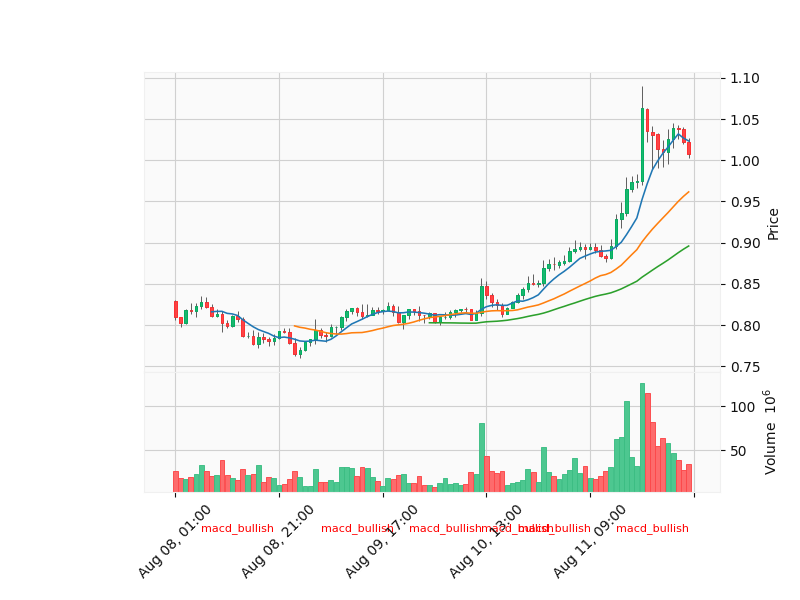 1.10
1.05
1.00
0.95
0.90
0.85
0.80
0.75
Price
100
50
Volume 10^6
Aug 08, 01:00
Aug 08, 21:00
Aug 09, 17:00
Aug 10, 13:00
Aug 11, 09:00
macd_bullish
macd_bullish
macd_bullish
macd_bullish
macd_bullish
macd_bullish